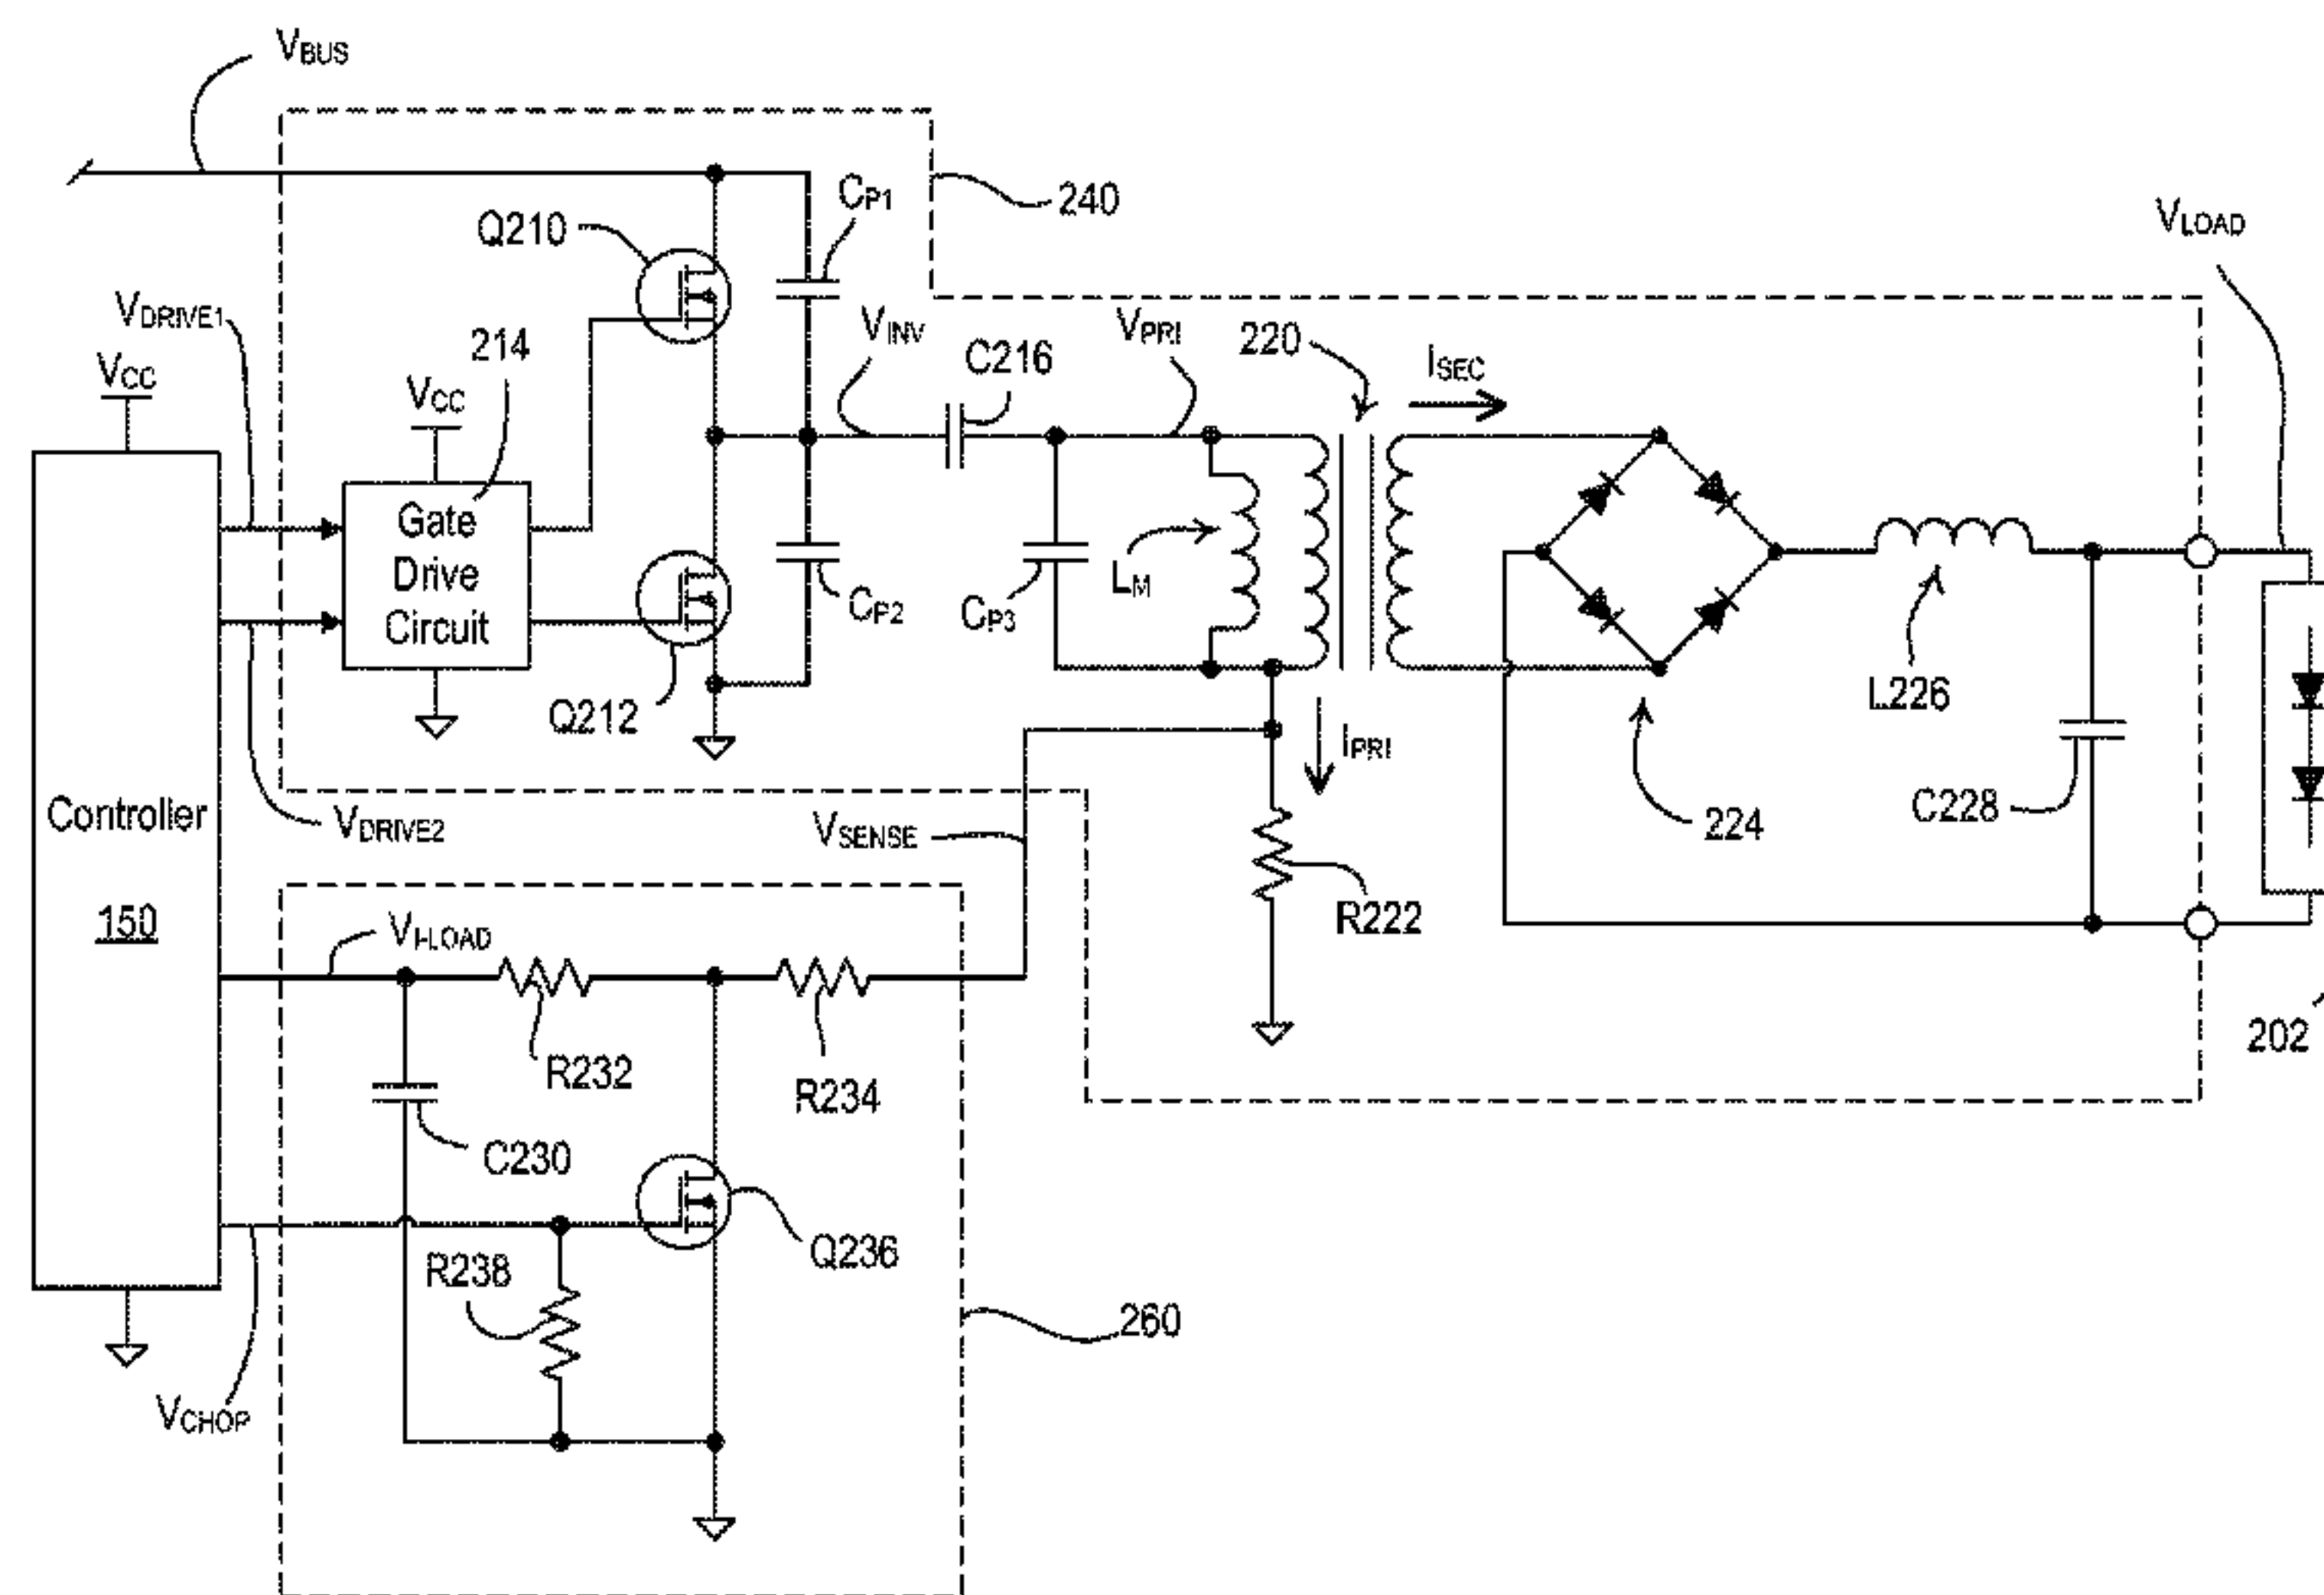 VBUS
CP1
240
Q210
VLOAD
VDRIVE1
214
VINV
VPRI
220
ISEC
C216
VCC
VCC
Gate
Drive
Circuit
LM
CP2
CP3
Q212
L226
IPRI
Controller
150
VDRIVE2
VSENSE
224
C228
R222
VI-LOAD
202
R232
R234
C230
Q236
R238
260
VCHOP